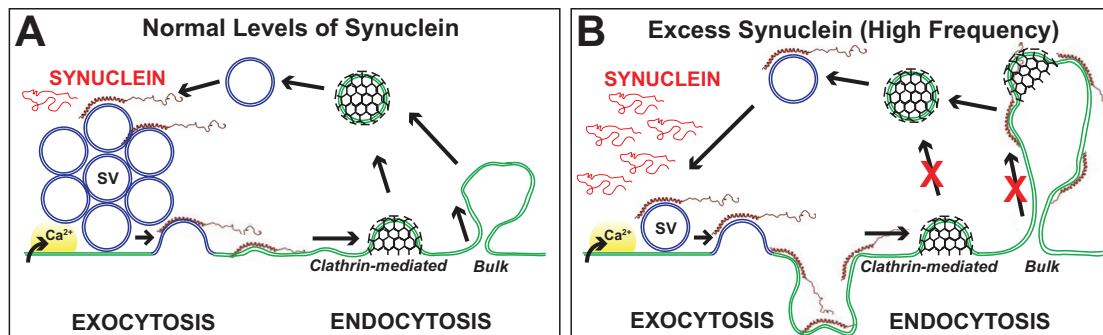 A
Normal Levels of Synuclein
SYNUCLEIN
SV
Ca2+
Clathrin-mediated
Bulk
EXOCYTOSIS
ENDOCYTOSIS
B
Excess Synuclein (High Frequency)
SYNUCLEIN
X
X
SV
Ca2+
Clathrin-mediated
Bulk
EXOCYTOSIS
ENDOCYTOSIS